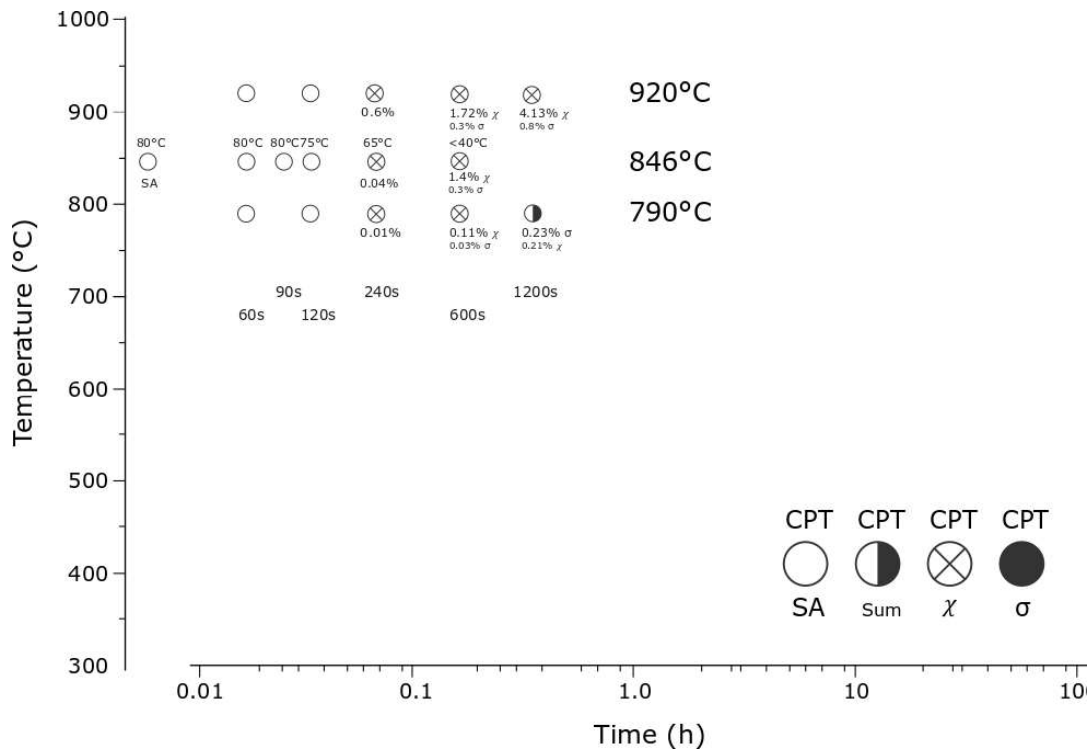 1000
900
800
700
600
500
400
300
Temperature (°C)
920°C
0.6%
1.72% χ
0.3% σ
4.13% χ
0.8% σ
80°C
SA
80°C
80°C
75°C
65°C
<40°C
846°C
0.04%
1.4% χ
0.3% σ
790°C
0.01%
0.11% χ
0.03% σ
0.23% σ
0.21% χ
90s
240s
1200s
60s
120s
600s
CPT CPT CPT CPT
SA Sum χ σ
0.01 0.1 1.0 10
Time (h)